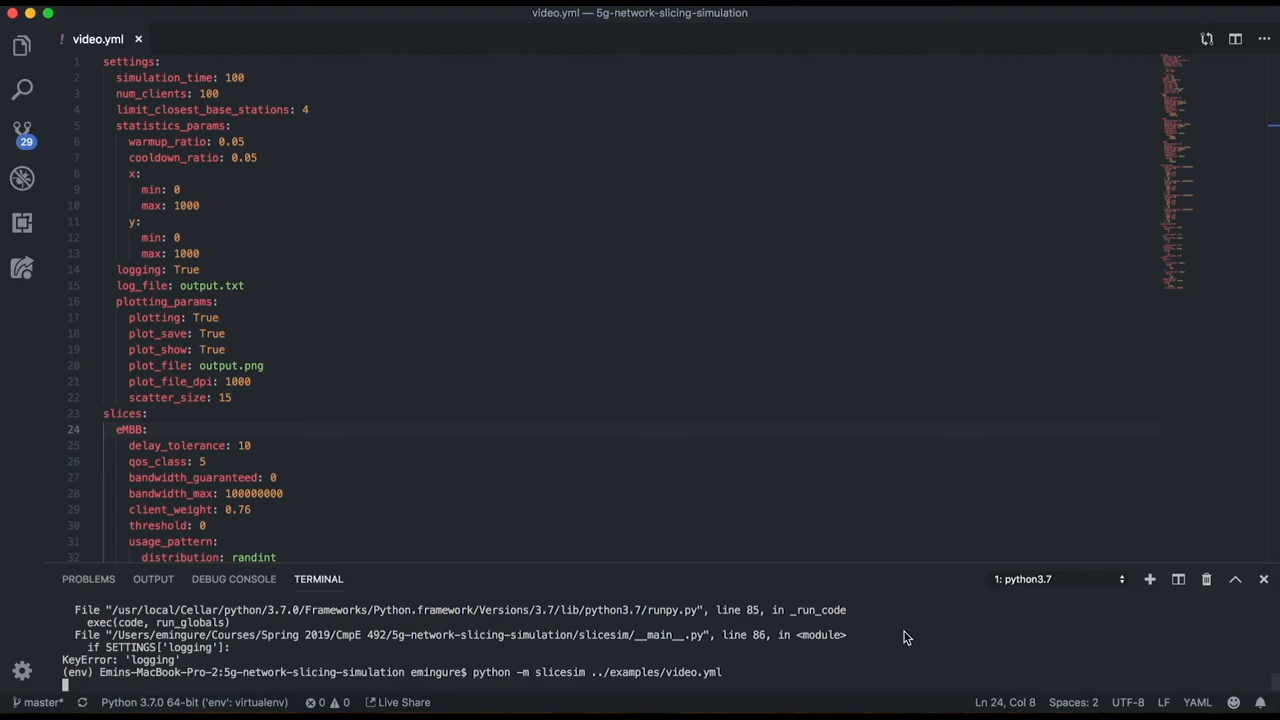 video.yml — 5g-network-slicing-simulation
! video.yml ×
1 settings:
2 simulation_time: 100
3 num_clients: 100
4 limit_closest_base_stations: 4
5 statistics_params:
6 warmup_ratio: 0.05
7 cooldown_ratio: 0.05
8 x:
9 min: 0
10 max: 1000
11 y:
12 min: 0
13 max: 1000
14 logging: True
15 log_file: output.txt
16 plotting_params:
17 plotting: True
18 plot_save: True
19 plot_show: True
20 plot_file: output.png
21 plot_file_dpi: 1000
22 scatter_size: 15
23 slices:
24 eMBB:
25 delay_tolerance: 10
26 qos_class: 5
27 bandwidth_guaranteed: 0
28 bandwidth_max: 100000000
29 client_weight: 0.76
30 threshold: 0
31 usage_pattern:
32 distribution: randint
29
PROBLEMS OUTPUT DEBUG CONSOLE TERMINAL 1: python3.7
File "/usr/local/Cellar/python/3.7.0/Frameworks/Python.framework/Versions/3.7/lib/python3.7/runpy.py", line 85, in _run_code
exec(code, run_globals)
File "/Users/emingure/Courses/Spring 2019/CmpE 492/5g-network-slicing-simulation/slicesim/__main__.py", line 86, in <module>
if SETTINGS['logging']:
KeyError: 'logging'
(env) Emins-MacBook-Pro-2:5g-network-slicing-simulation emingure$ python -m slicesim ../examples/video.yml
master* Python 3.7.0 64-bit ('env': virtualenv) 0 0 Live Share Ln 24, Col 8 Spaces: 2 UTF-8 LF YAML